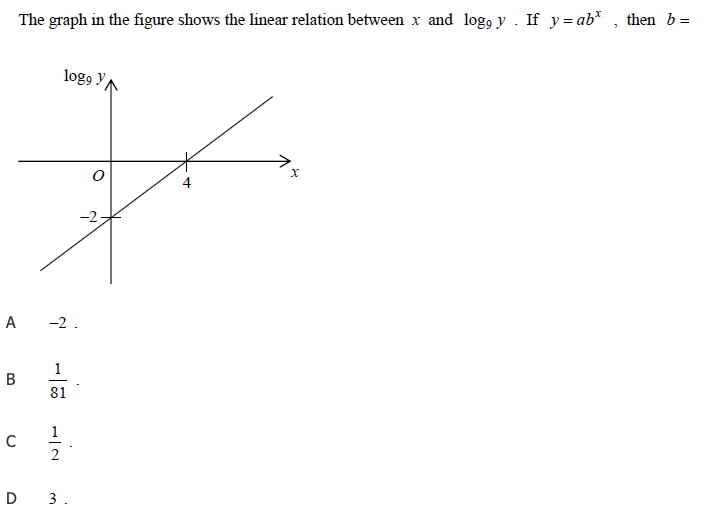 The graph in the figure shows the linear relation between x and log₉ y . If y = abˣ , then b =
log₉ y
O
4
x
–2
A –2 .
B 1/81 .
C 1/2 .
D 3 .